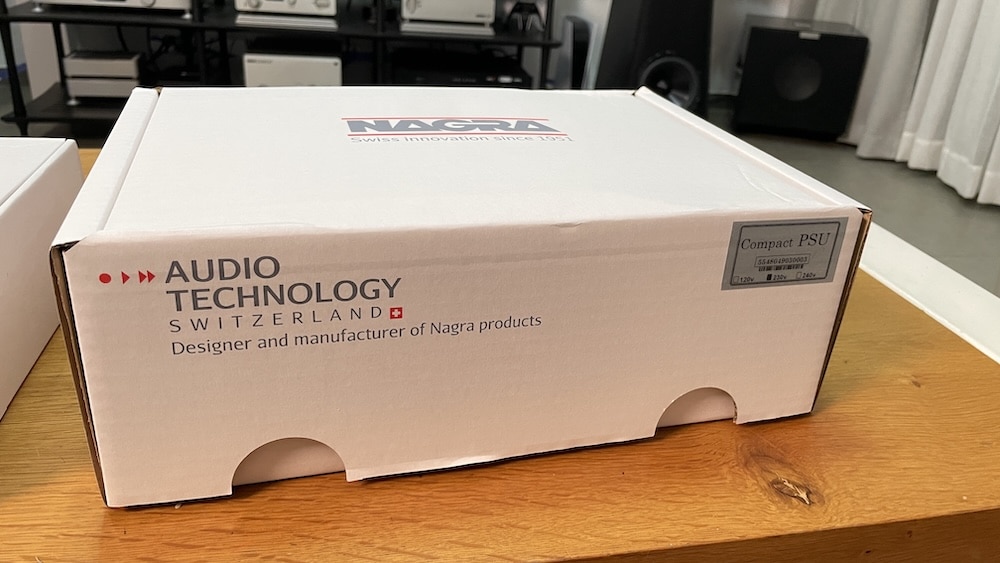 NAGRA
Swiss innovation since 1951
AUDIO
TECHNOLOGY
SWITZERLAND
Designer and manufacturer of Nagra products
Compact PSU
120v 230v 240v